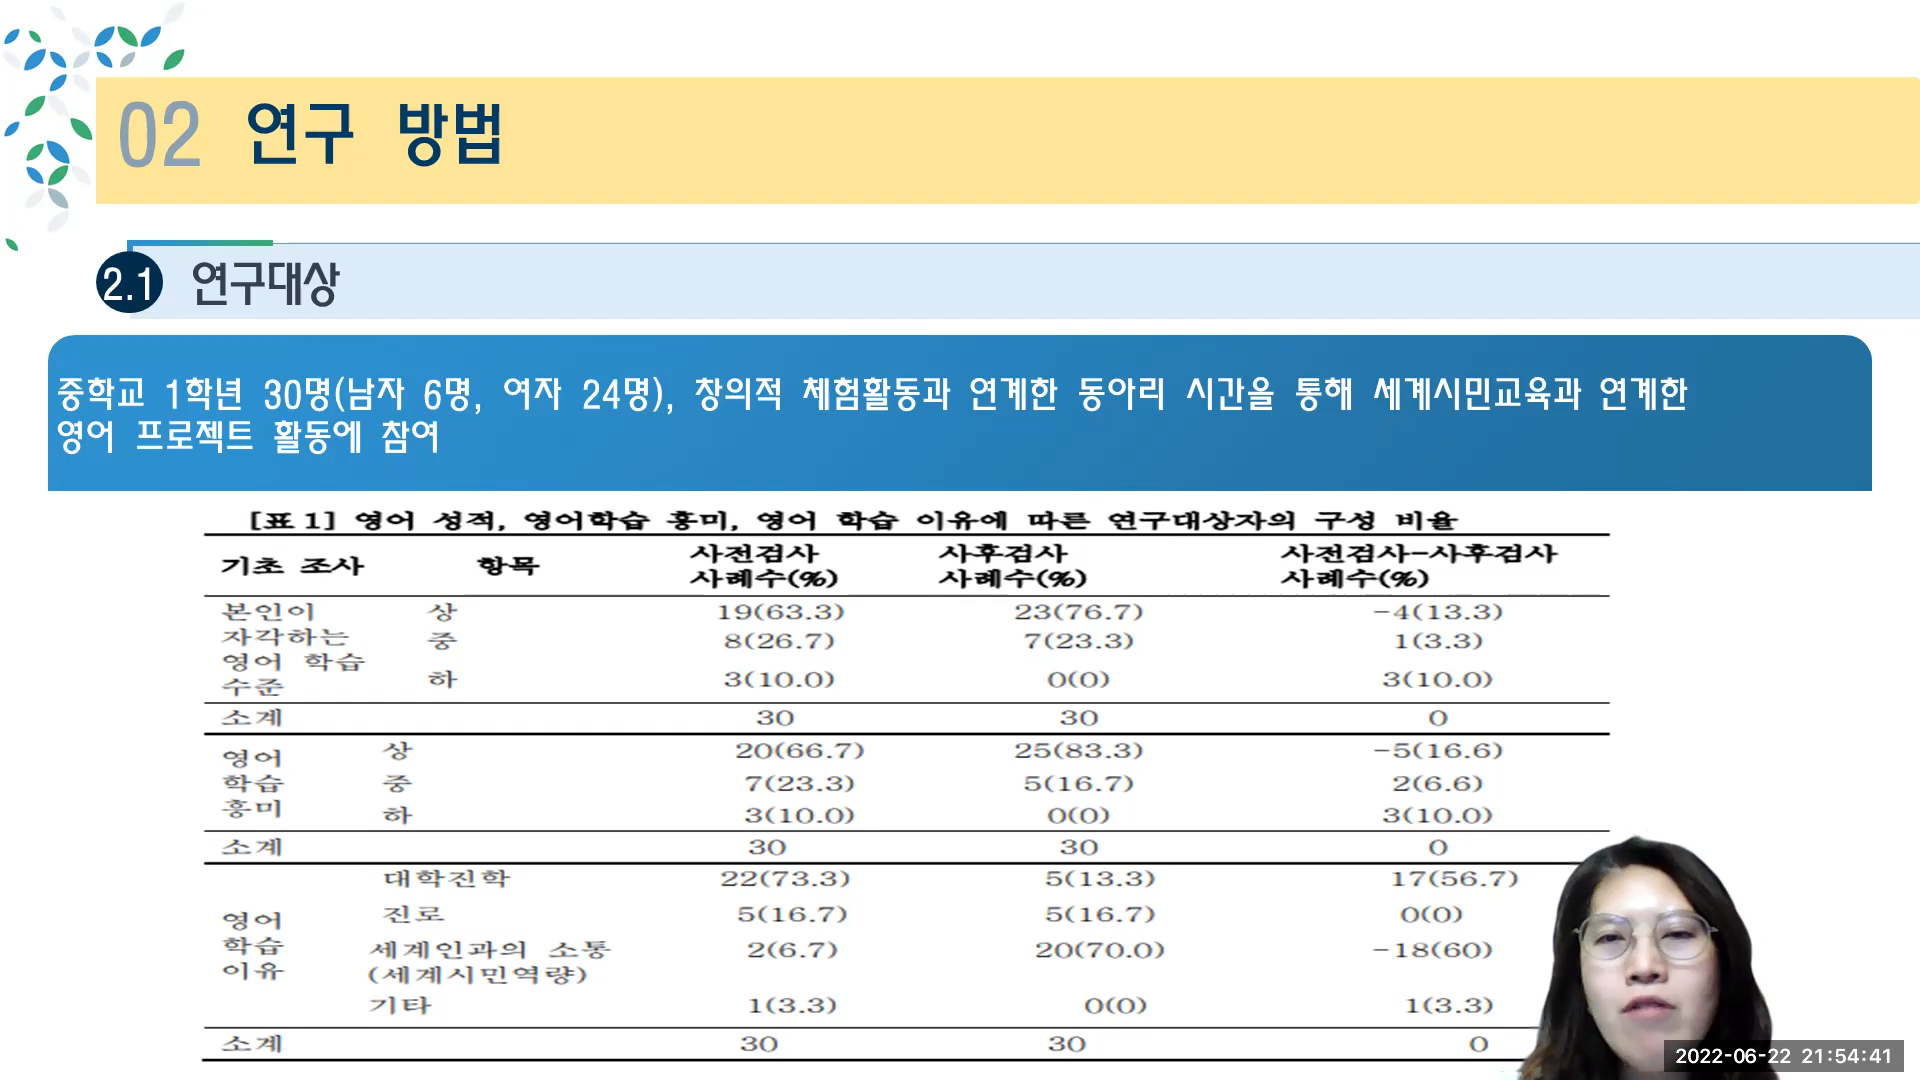 02 연구 방법
2.1 연구대상
중학교 1학년 30명(남자 6명, 여자 24명), 창의적 체험활동과 연계한 동아리 시간을 통해 세계시민교육과 연계한
영어 프로젝트 활동에 참여
[표 1] 영어 성적, 영어학습 흥미, 영어 학습 이유에 따른 연구대상자의 구성 비율
기초 조사 항목 사전검사 사례수(%) 사후검사 사례수(%) 사전검사-사후검사 사례수(%)
본인이 자각하는 영어 학습 수준
상 19(63.3) 23(76.7) -4(13.3)
중 8(26.7) 7(23.3) 1(3.3)
하 3(10.0) 0(0) 3(10.0)
소계 30 30 0
영어 학습 흥미
상 20(66.7) 25(83.3) -5(16.6)
중 7(23.3) 5(16.7) 2(6.6)
하 3(10.0) 0(0) 3(10.0)
소계 30 30 0
영어 학습 이유
대학진학 22(73.3) 5(13.3) 17(56.7)
진로 5(16.7) 5(16.7) 0(0)
세계인과의 소통 (세계시민역량) 2(6.7) 20(70.0) -18(60)
기타 1(3.3) 0(0) 1(3.3)
소계 30 30 0
2022-06-22 21:54:41